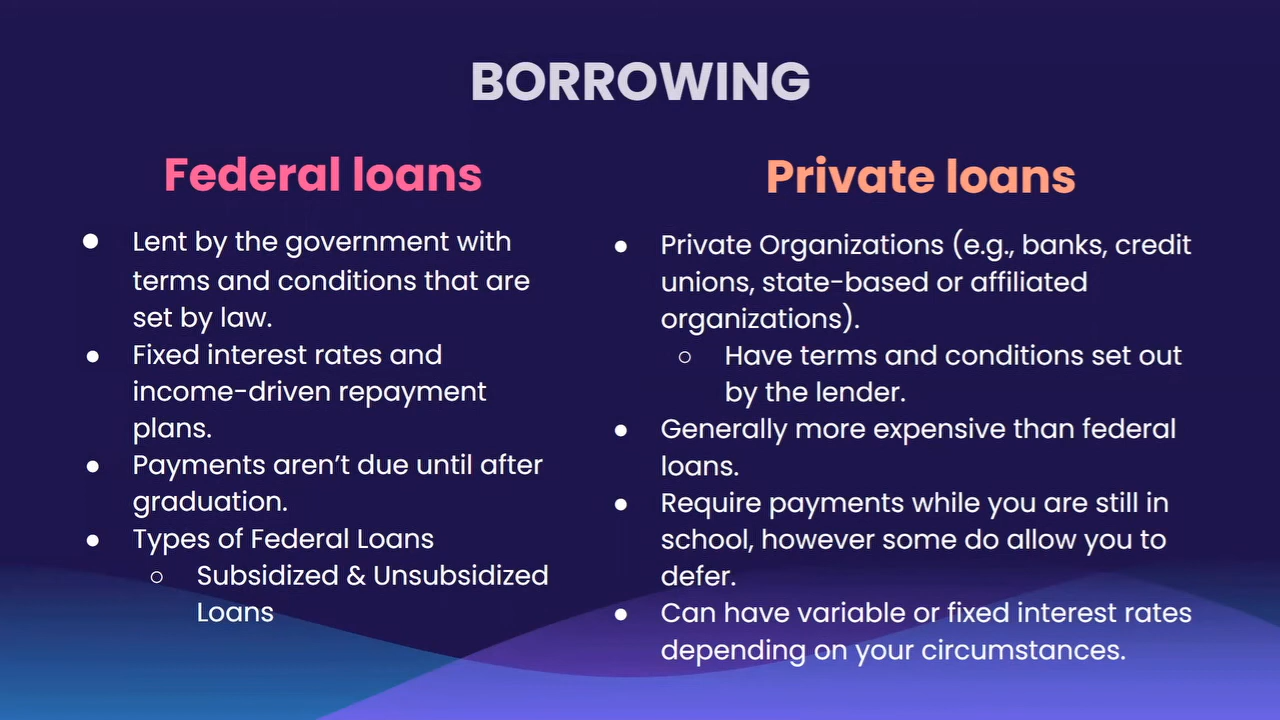 BORROWING
Federal loans
● Lent by the government with
terms and conditions that are
set by law.
● Fixed interest rates and
income-driven repayment
plans.
● Payments aren't due until after
graduation.
● Types of Federal Loans
○ Subsidized & Unsubsidized
Loans
Private loans
● Private Organizations (e.g., banks, credit
unions, state-based or affiliated
organizations).
○ Have terms and conditions set out
by the lender.
● Generally more expensive than federal
loans.
● Require payments while you are still in
school, however some do allow you to
defer.
● Can have variable or fixed interest rates
depending on your circumstances.